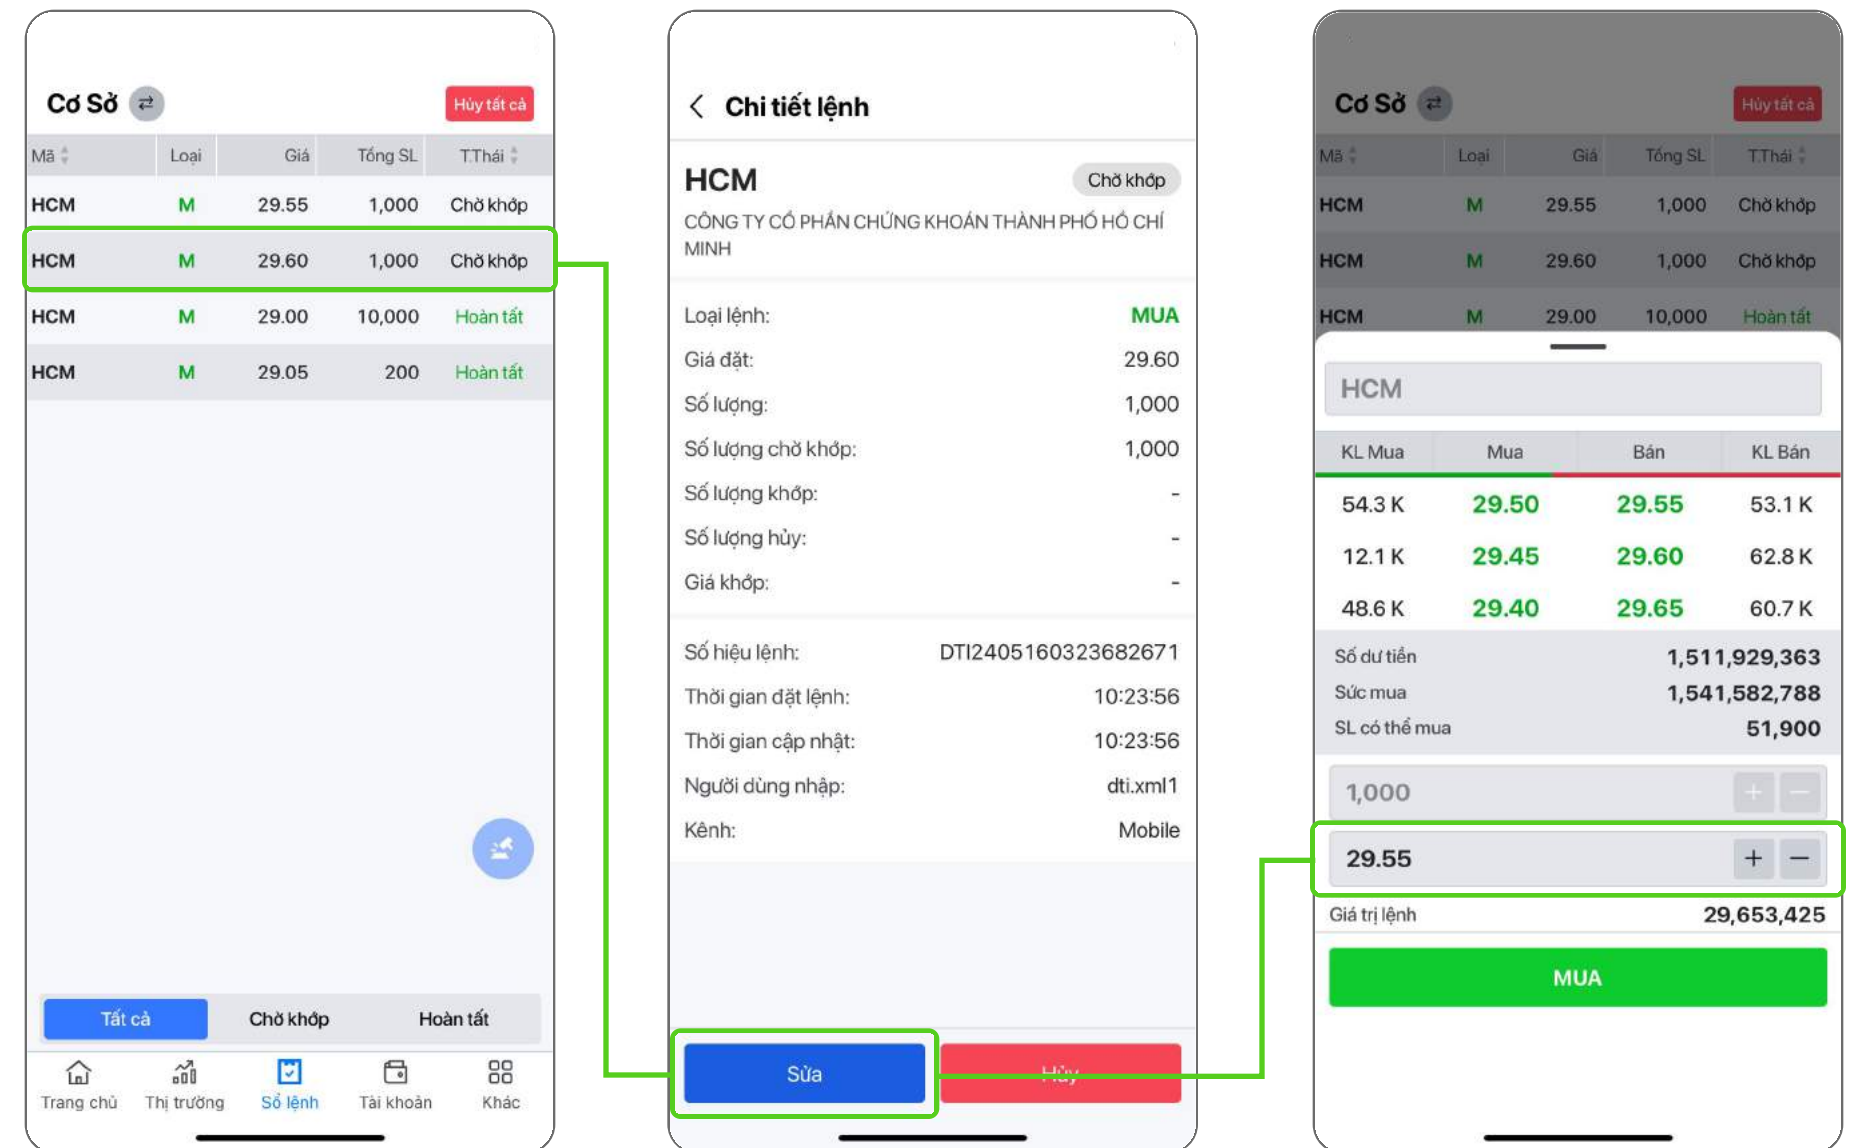 Cơ Sở
Hủy tất cả
Mã Loại Giá Tổng SL T.Thái
HCM M 29.55 1,000 Chờ khớp
HCM M 29.60 1,000 Chờ khớp
HCM M 29.00 10,000 Hoàn tất
HCM M 29.05 200 Hoàn tất
Tất cả Chờ khớp Hoàn tất
Trang chủ Thị trường Sổ lệnh Tài khoản Khác
Chi tiết lệnh
HCM Chờ khớp
CÔNG TY CỔ PHẦN CHỨNG KHOÁN THÀNH PHỐ HỒ CHÍ
MINH
Loại lệnh: MUA
Giá đặt: 29.60
Số lượng: 1,000
Số lượng chờ khớp: 1,000
Số lượng khớp: -
Số lượng hủy: -
Giá khớp: -
Số hiệu lệnh: DTI2405160323682671
Thời gian đặt lệnh: 10:23:56
Thời gian cập nhật: 10:23:56
Người dùng nhập: dti.xml1
Kênh: Mobile
Sửa Hủy
Cơ Sở
Hủy tất cả
Mã Loại Giá Tổng SL T.Thái
HCM M 29.55 1,000 Chờ khớp
HCM M 29.60 1,000 Chờ khớp
HCM M 29.00 10,000 Hoàn tất
HCM
KL Mua Mua Bán KL Bán
54.3 K 29.50 29.55 53.1 K
12.1 K 29.45 29.60 62.8 K
48.6 K 29.40 29.65 60.7 K
Số dư tiền 1,511,929,363
Sức mua 1,541,582,788
SL có thể mua 51,900
1,000 + −
29.55 + −
Giá trị lệnh 29,653,425
MUA